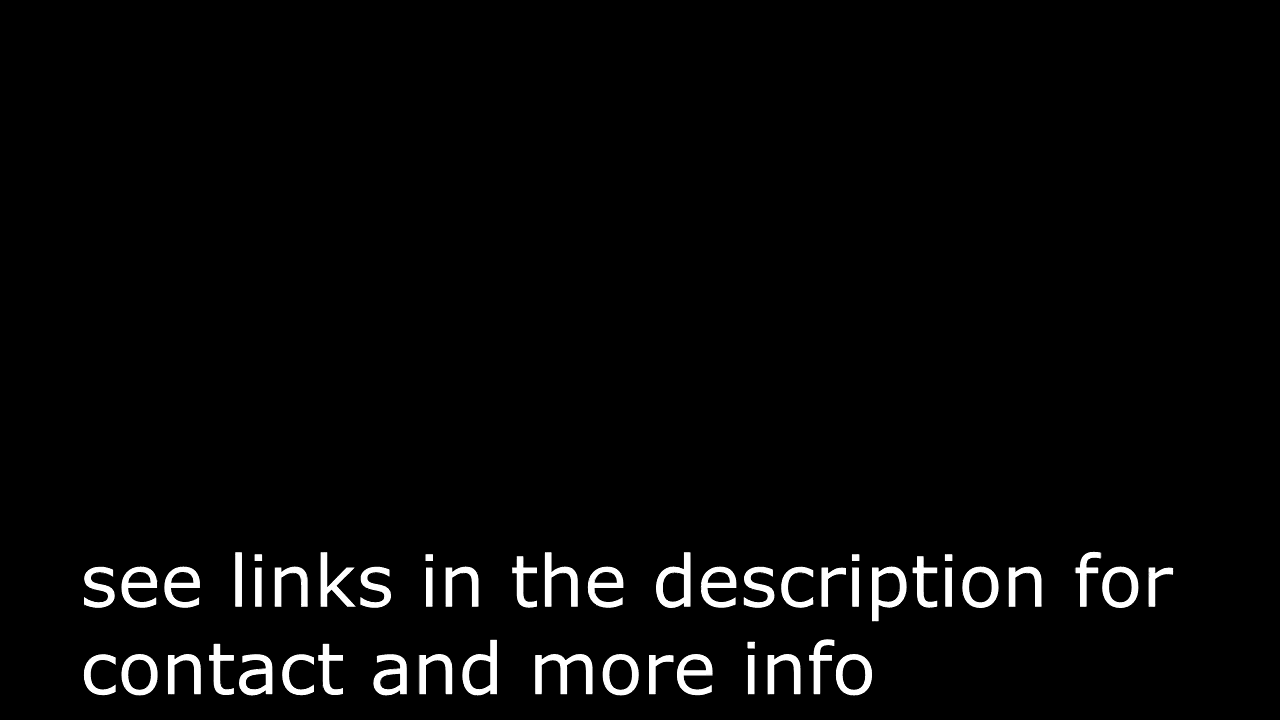 see links in the description for
contact and more info